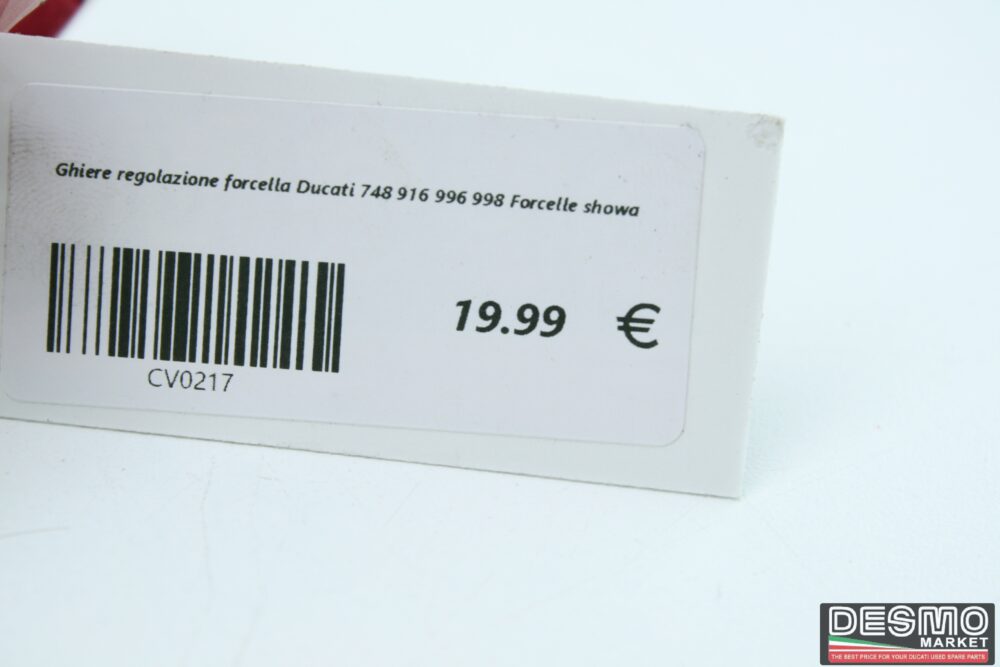 Ghiere regolazione forcella Ducati 748 916 996 998 Forcelle showa
19.99 €
CV0217
DESMO
MARKET
THE BEST PRICE FOR YOUR DUCATI USED SPARE PARTS